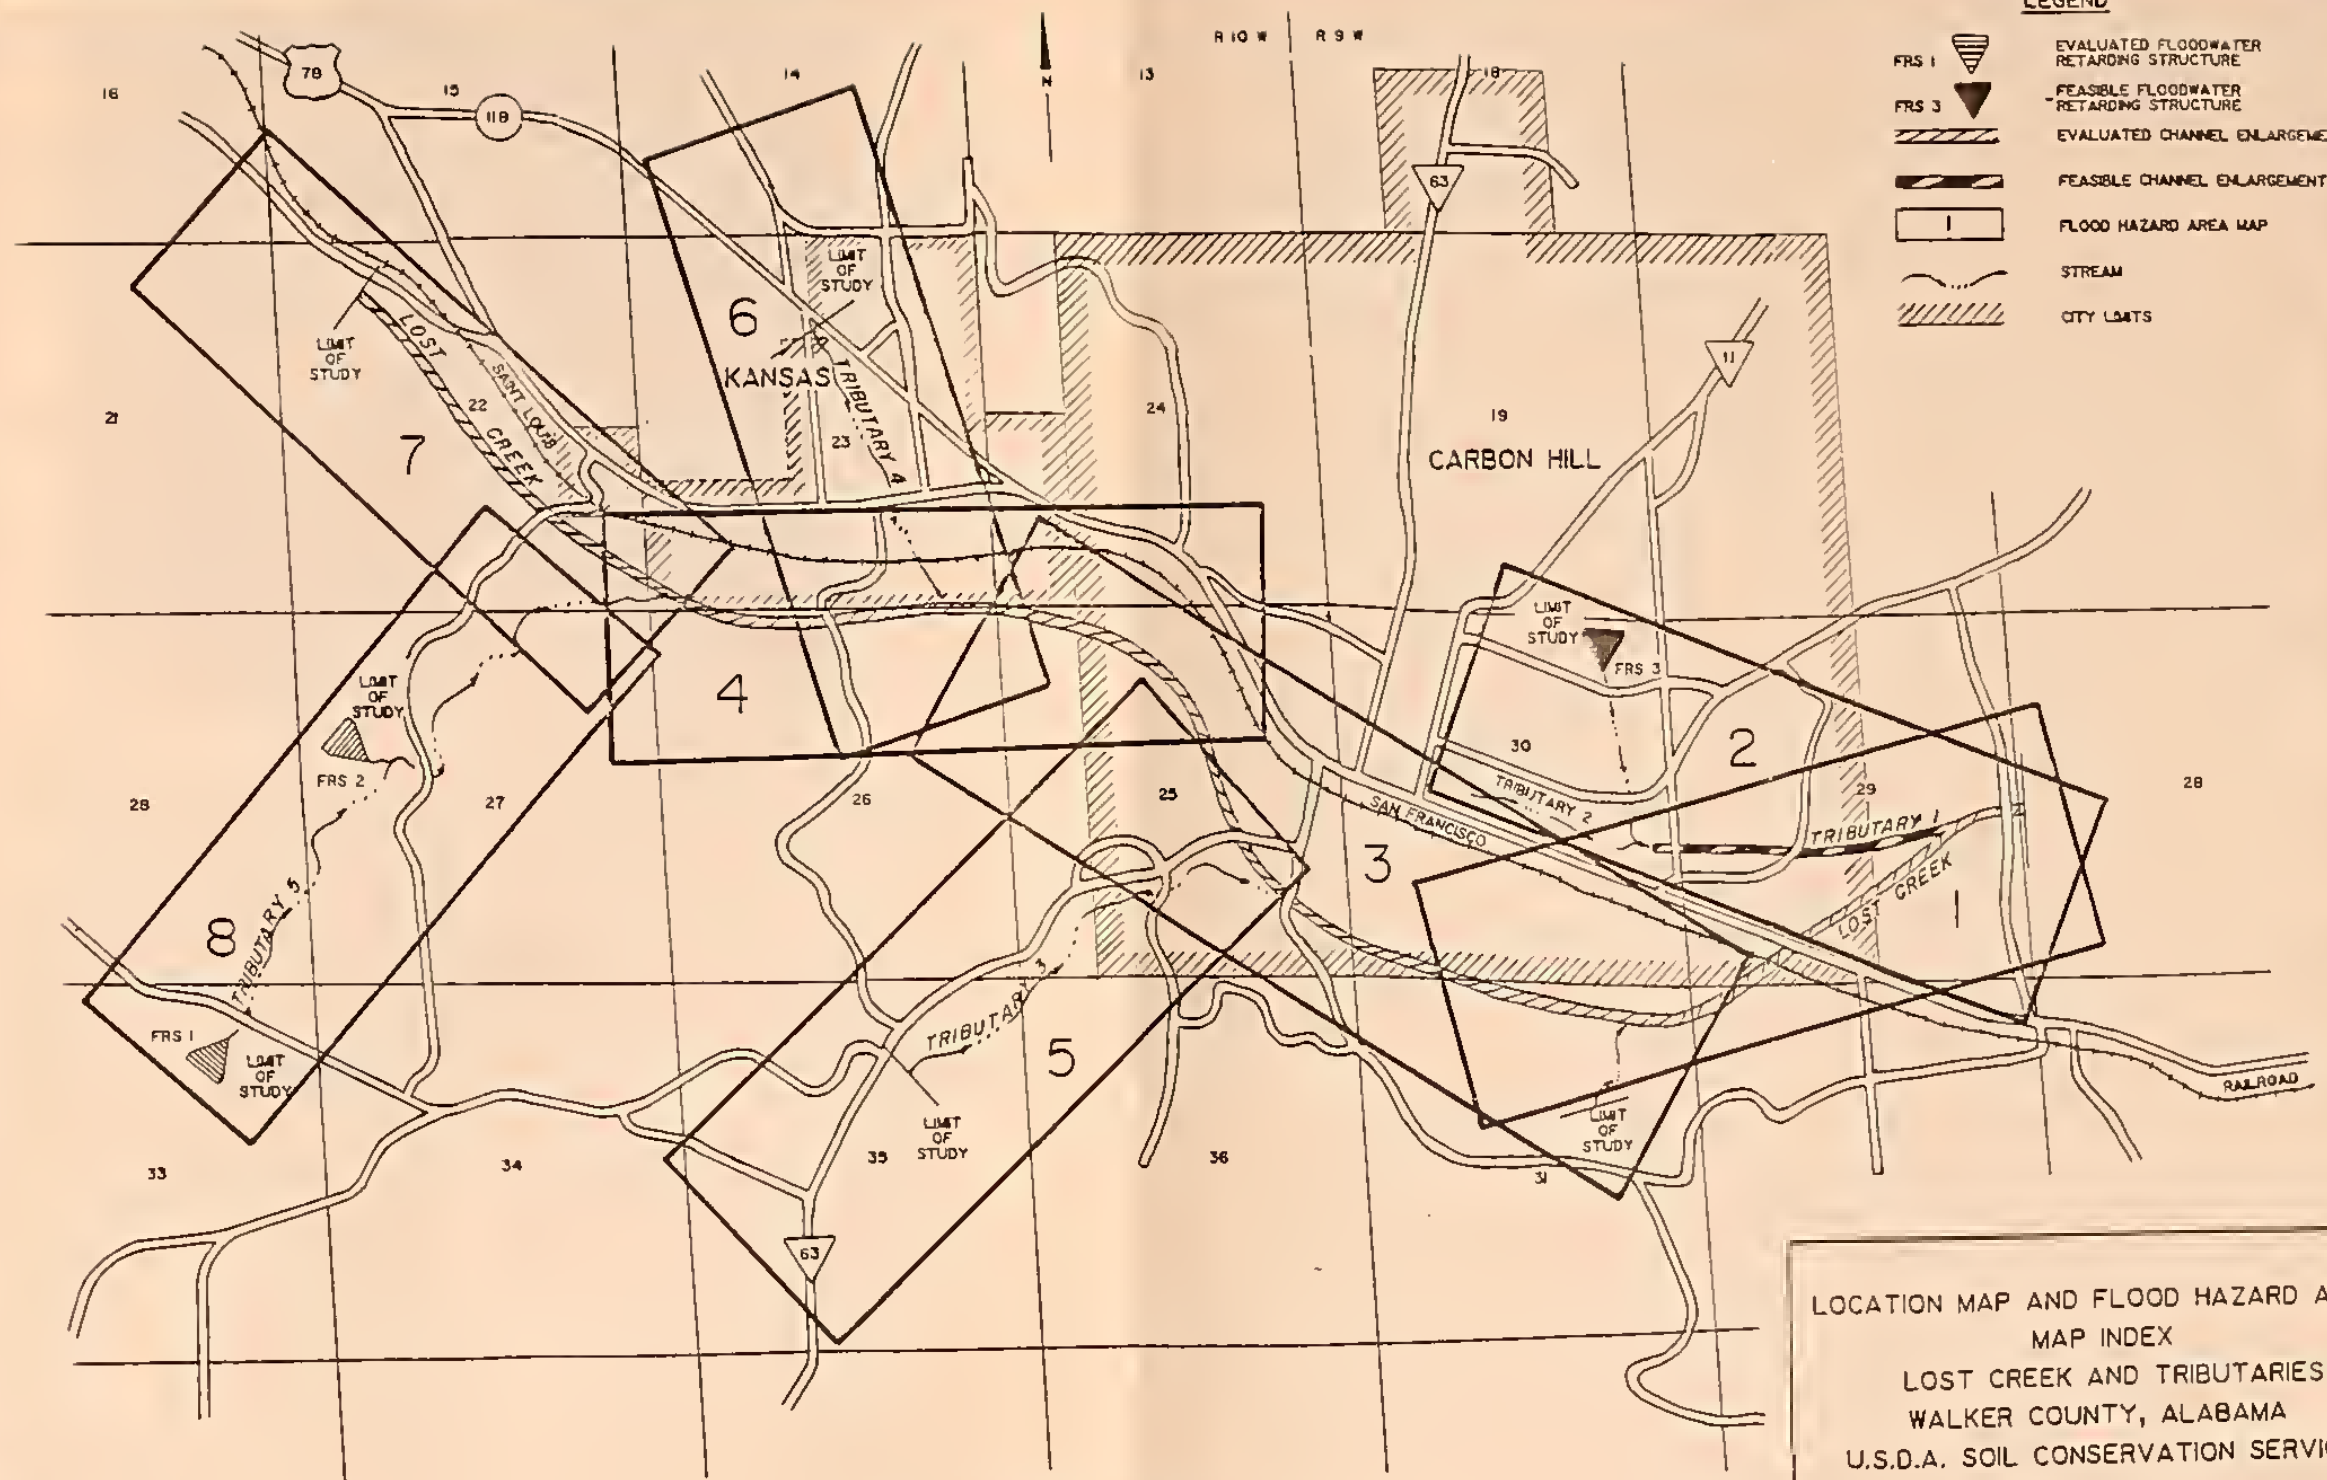 LEGEND
FRS 1
EVALUATED FLOODWATER
RETARDING STRUCTURE
FRS 3
FEASIBLE FLOODWATER
RETARDING STRUCTURE
EVALUATED CHANNEL ENLARGEME
FEASIBLE CHANNEL ENLARGEMENT
1
FLOOD HAZARD AREA MAP
STREAM
CITY LIMITS
R 10 W
R 9 W
N
16
78
15
118
14
13
18
63
11
LIMIT
OF
STUDY
6
KANSAS
TRIBUTARY 4
23
LIMIT
OF
STUDY
LOST
CREEK
SAINT LOUIS
22
21
7
24
19
CARBON HILL
LIMIT
OF
STUDY
FRS 3
4
LIMIT
OF
STUDY
FRS 2
28
27
26
25
30
2
29
28
TRIBUTARY 2
SAN FRANCISCO
TRIBUTARY 1
LOST CREEK
3
1
8
TRIBUTARY 5
FRS 1
LIMIT
OF
STUDY
TRIBUTARY 3
5
LIMIT
OF
STUDY
LIMIT
OF
STUDY
RAILROAD
33
34
35
36
31
63
LOCATION MAP AND FLOOD HAZARD A
MAP INDEX
LOST CREEK AND TRIBUTARIES
WALKER COUNTY, ALABAMA
U.S.D.A. SOIL CONSERVATION SERVI